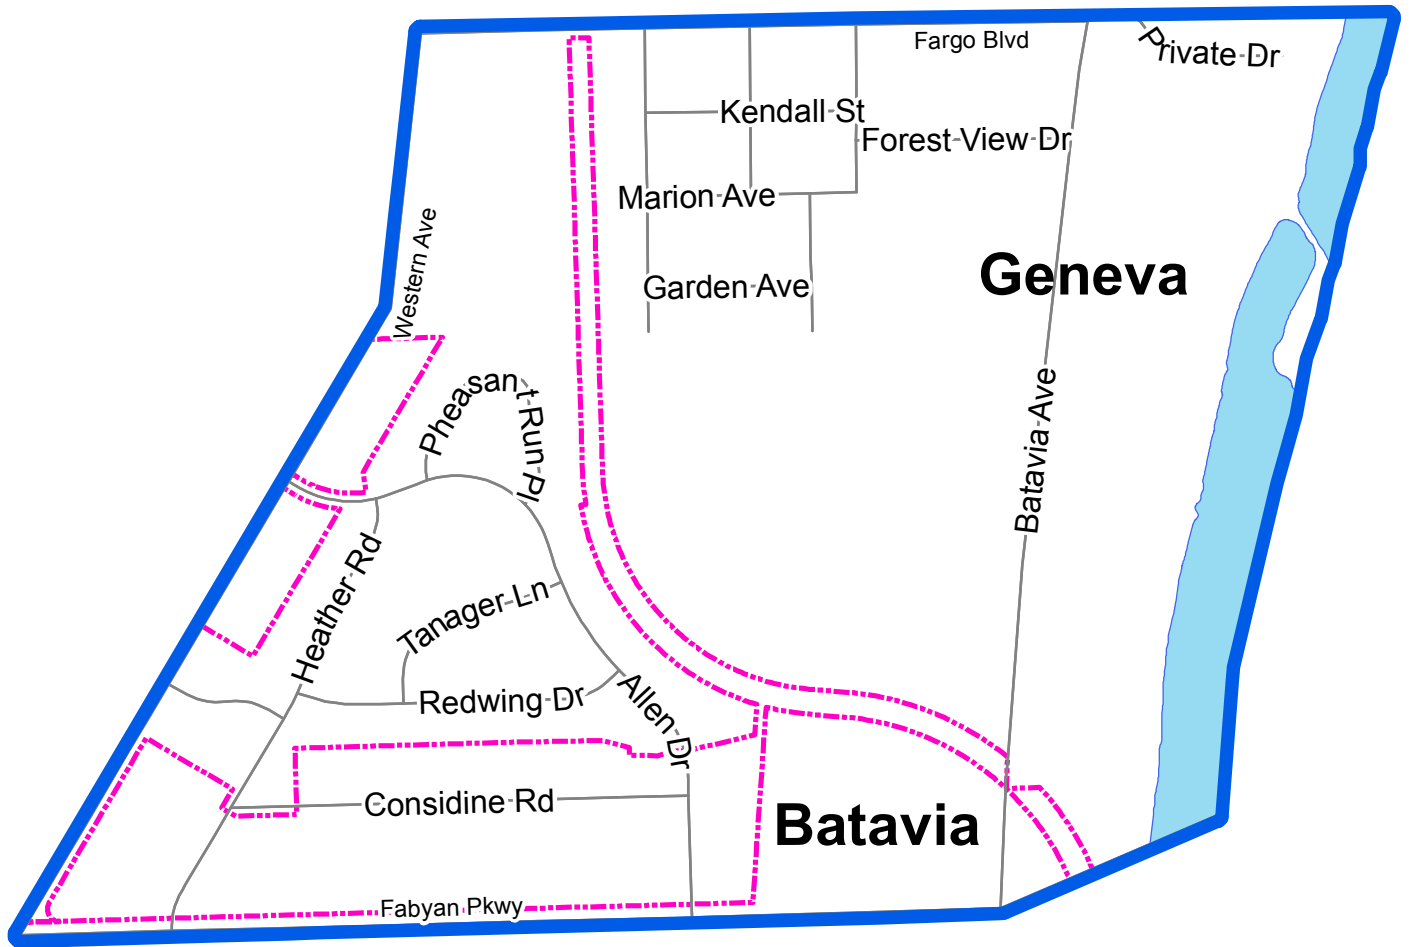 Fargo Blvd
Private Dr
Kendall St
Forest View Dr
Marion Ave
Western Ave
Geneva
Garden Ave
Pheasant Run Pl
Batavia Ave
Heather Rd
Tanager Ln
Redwing Dr
Allen Dr
Considine Rd
Batavia
Fabyan Pkwy